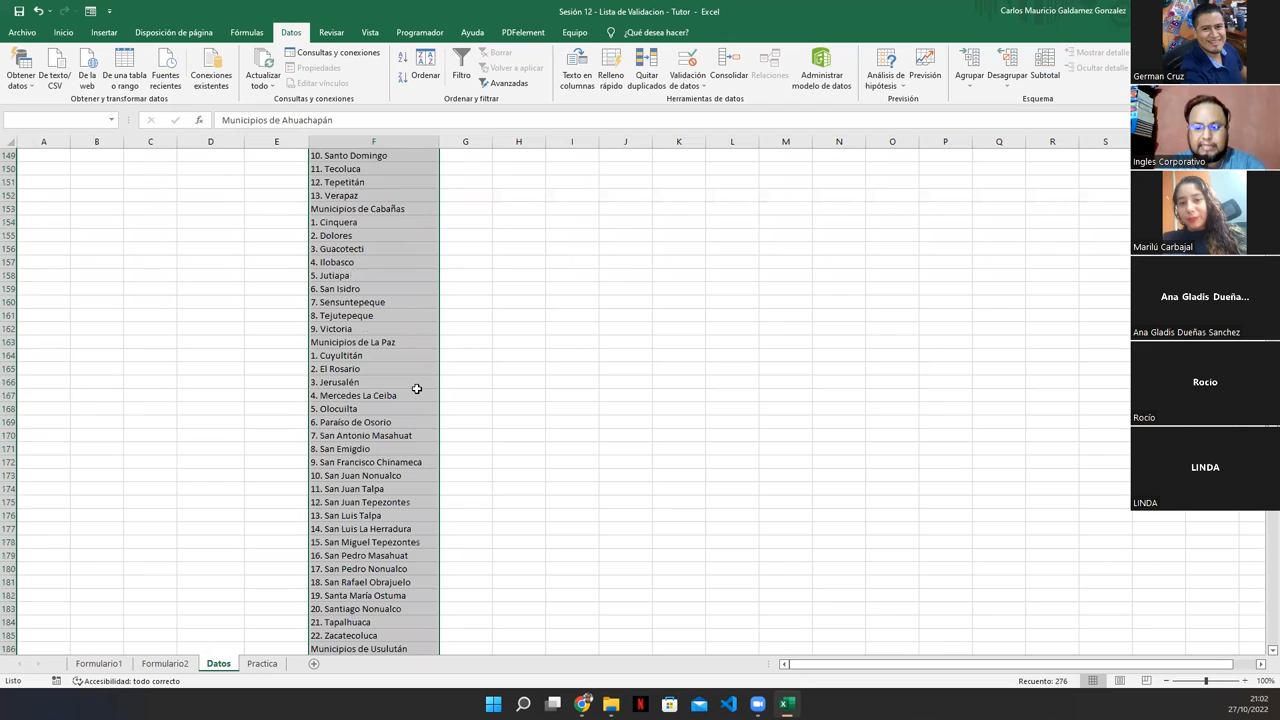 Sesión 12 - Lista de Validacion - Tutor - Excel
Carlos Mauricio Galdamez Gonzalez
Archivo Inicio Insertar Disposición de página Fórmulas Datos Revisar Vista Programador Ayuda PDFelement Equipo ¿Qué desea hacer?
Obtener datos
De texto/CSV
De la web
De una tabla o rango
Fuentes recientes
Conexiones existentes
Obtener y transformar datos
Actualizar todo
Consultas y conexiones
Propiedades
Editar vínculos
Consultas y conexiones
Ordenar
Filtro
Borrar
Volver a aplicar
Avanzadas
Ordenar y filtrar
Texto en columnas
Relleno rápido
Quitar duplicados
Validación de datos
Consolidar
Relaciones
Administrar modelo de datos
Herramientas de datos
Análisis de hipótesis
Previsión
Previsión
Agrupar
Desagrupar
Subtotal
Mostrar detalle
Ocultar detalle
Esquema
fx Municipios de Ahuachapán
A B C D E F G H I J K L M N O P Q R S
149 10. Santo Domingo
150 11. Tecoluca
151 12. Tepetitán
152 13. Verapaz
153 Municipios de Cabañas
154 1. Cinquera
155 2. Dolores
156 3. Guacotecti
157 4. Ilobasco
158 5. Jutiapa
159 6. San Isidro
160 7. Sensuntepeque
161 8. Tejutepeque
162 9. Victoria
163 Municipios de La Paz
164 1. Cuyultitán
165 2. El Rosario
166 3. Jerusalén
167 4. Mercedes La Ceiba
168 5. Olocuilta
169 6. Paraíso de Osorio
170 7. San Antonio Masahuat
171 8. San Emigdio
172 9. San Francisco Chinameca
173 10. San Juan Nonualco
174 11. San Juan Talpa
175 12. San Juan Tepezontes
176 13. San Luis Talpa
177 14. San Luis La Herradura
178 15. San Miguel Tepezontes
179 16. San Pedro Masahuat
180 17. San Pedro Nonualco
181 18. San Rafael Obrajuelo
182 19. Santa María Ostuma
183 20. Santiago Nonualco
184 21. Tapalhuaca
185 22. Zacatecoluca
186 Municipios de Usulután
German Cruz
Ingles Corporativo
Marilú Carbajal
Ana Gladis Dueña...
Ana Gladis Dueñas Sanchez
Rocio
Rocío
LINDA
LINDA
Formulario1 Formulario2 Datos Practica
Listo Accesibilidad: todo correcto Recuento: 276 100%
21:02
27/10/2022